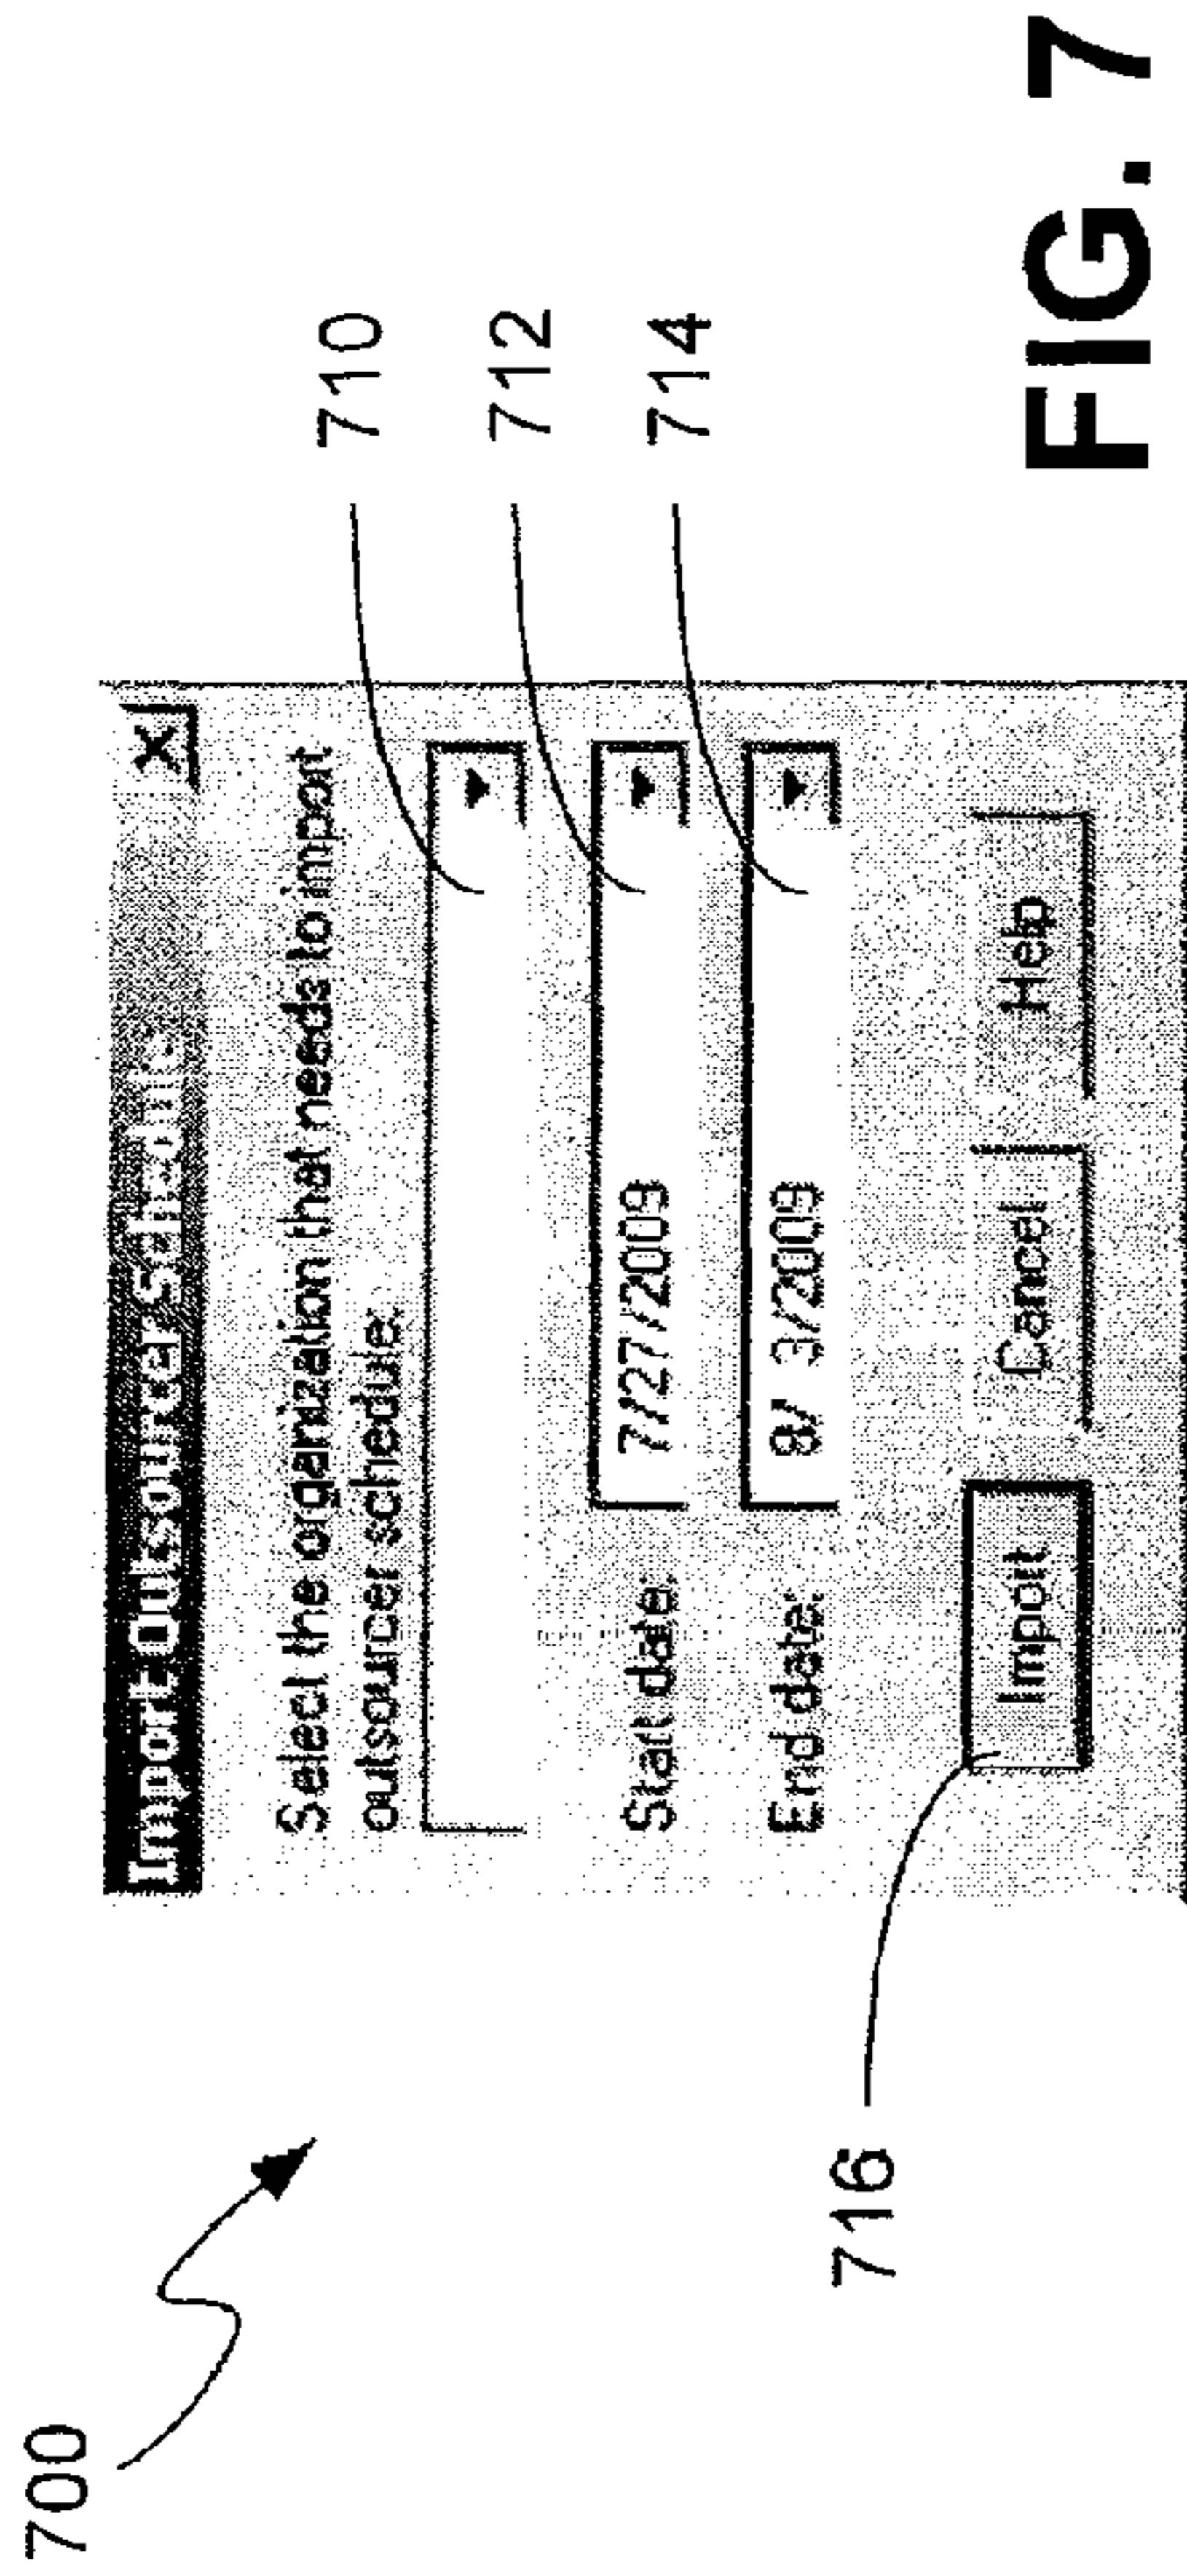 700
Import Outsourcer Schedule
Select the organization that needs to import
outsourcer schedule:
710
Start date: 7/27/2009
712
End date: 8/ 3/2009
714
Import Cancel Help
716
FIG. 7